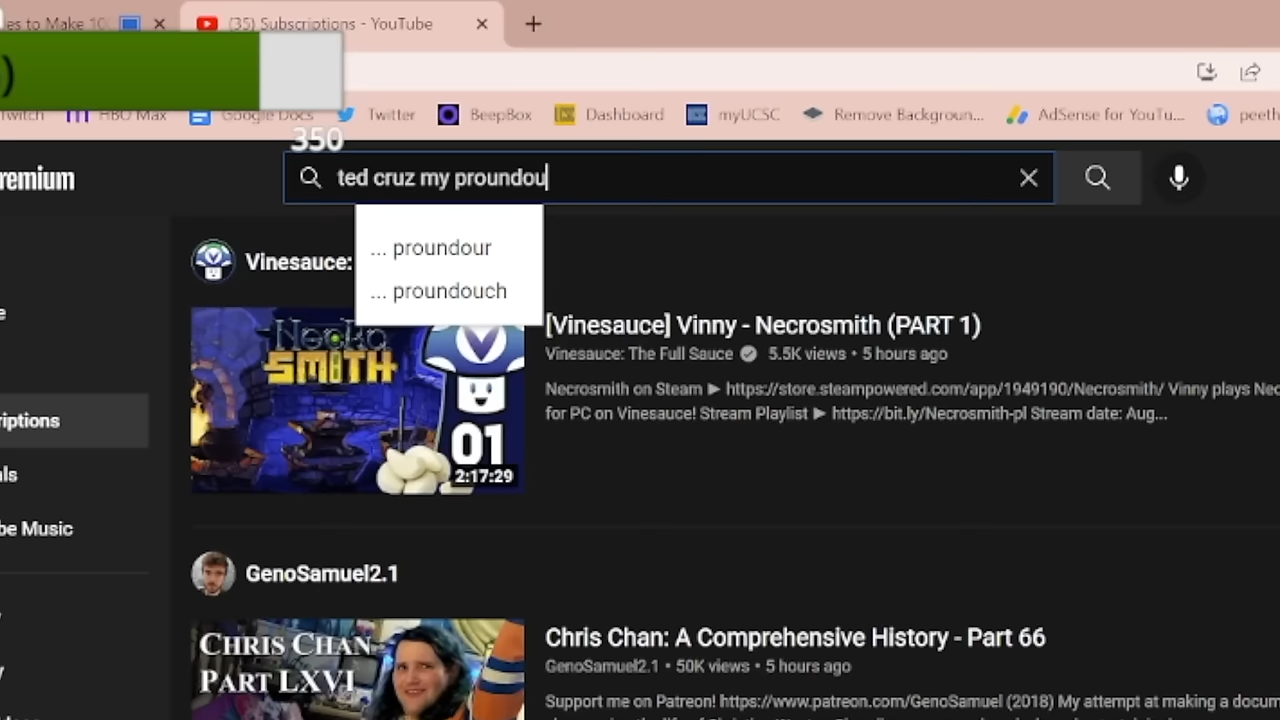 es to Make 10
(35) Subscriptions - YouTube
)
witch
HBO Max
Google Docs
Twitter
BeepBox
Dashboard
myUCSC
Remove Backgroun...
AdSense for YouTu...
peeth
350
remium
ted cruz my proundou
... proundour
... proundouch
Vinesauce:
e
[Vinesauce] Vinny - Necrosmith (PART 1)
Vinesauce: The Full Sauce 5.5K views • 5 hours ago
Necrosmith on Steam ► https://store.steampowered.com/app/1949190/Necrosmith/ Vinny plays Nec
for PC on Vinesauce! Stream Playlist ► https://bit.ly/Necrosmith-pl Stream date: Aug...
SMITH
01
2:17:29
riptions
ls
be Music
GenoSamuel2.1
CHRIS CHAN
PART LXVI
Chris Chan: A Comprehensive History - Part 66
GenoSamuel2.1 • 50K views • 5 hours ago
Support me on Patreon! https://www.patreon.com/GenoSamuel (2018) My attempt at making a docum